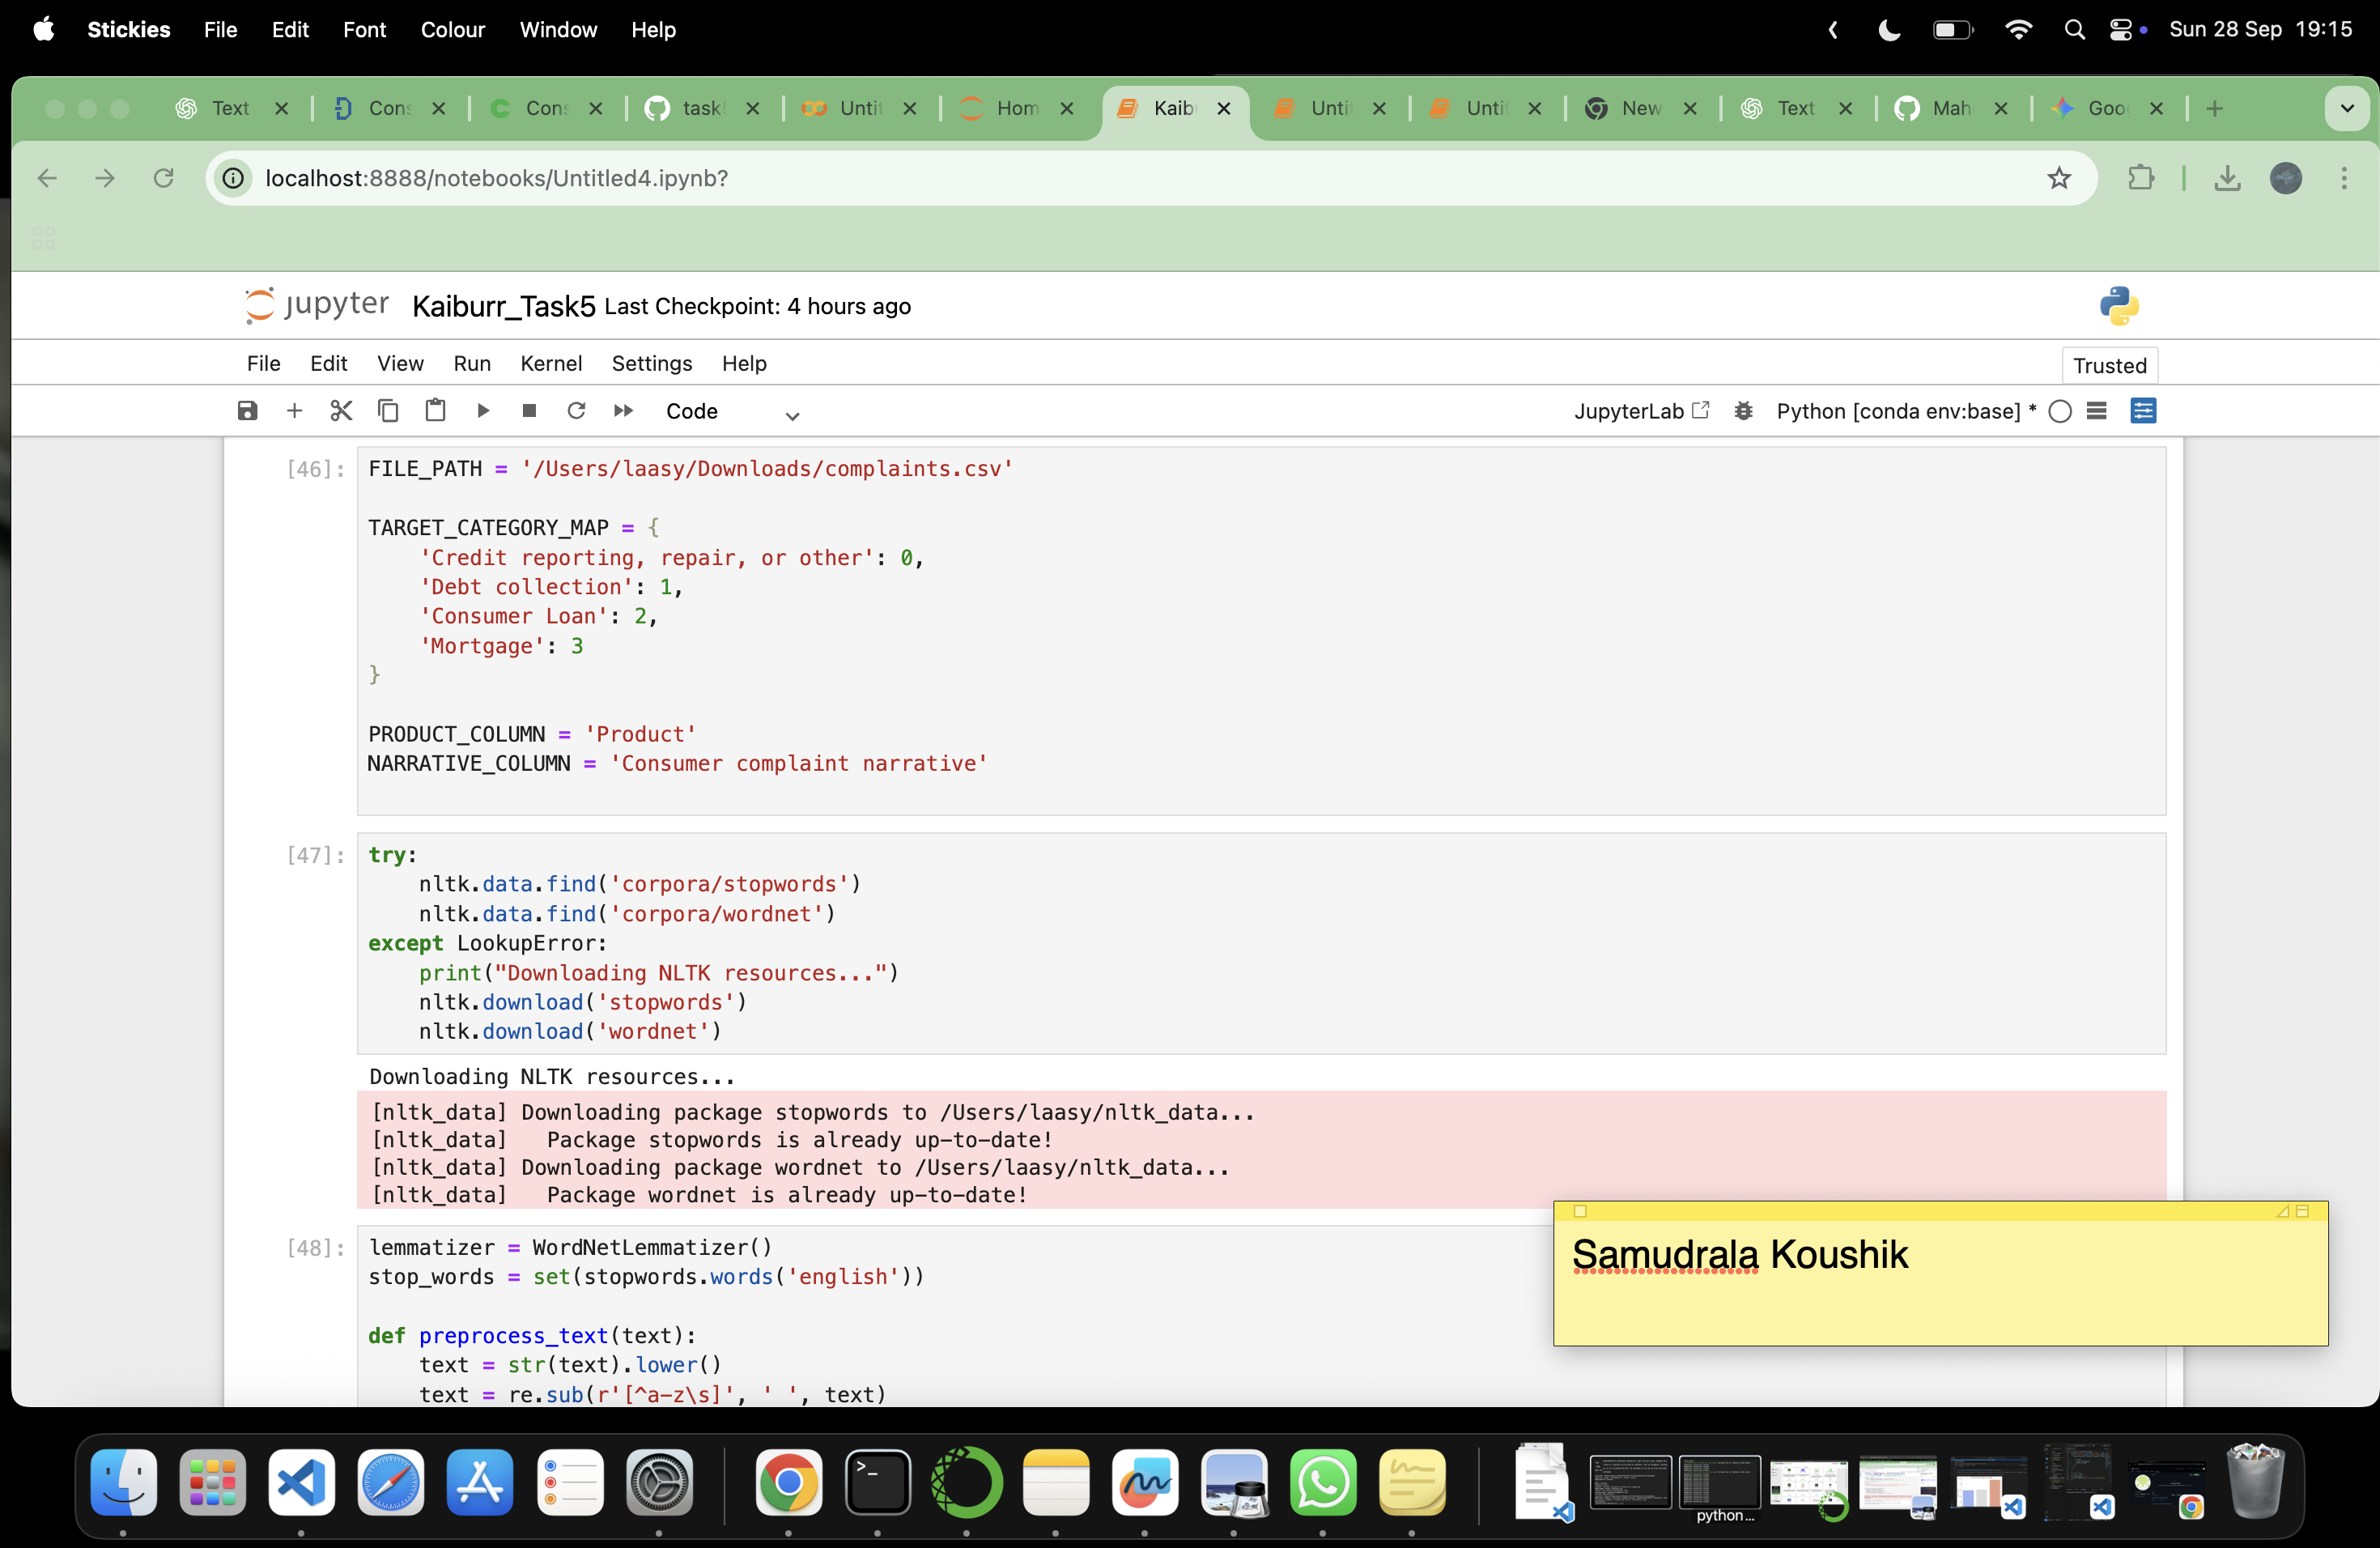 Stickies File Edit Font Colour Window Help Sun 28 Sep 19:15
Text Cons Cons task Untit Hom Kaib Untit Untit New Text Mah Goo
localhost:8888/notebooks/Untitled4.ipynb?
jupyter Kaiburr_Task5 Last Checkpoint: 4 hours ago
File Edit View Run Kernel Settings Help Trusted
Code JupyterLab Python [conda env:base] *
[46]: FILE_PATH = '/Users/laasy/Downloads/complaints.csv'
TARGET_CATEGORY_MAP = {
'Credit reporting, repair, or other': 0,
'Debt collection': 1,
'Consumer Loan': 2,
'Mortgage': 3
}
PRODUCT_COLUMN = 'Product'
NARRATIVE_COLUMN = 'Consumer complaint narrative'
[47]: try:
nltk.data.find('corpora/stopwords')
nltk.data.find('corpora/wordnet')
except LookupError:
print("Downloading NLTK resources...")
nltk.download('stopwords')
nltk.download('wordnet')
Downloading NLTK resources...
[nltk_data] Downloading package stopwords to /Users/laasy/nltk_data...
[nltk_data]   Package stopwords is already up-to-date!
[nltk_data] Downloading package wordnet to /Users/laasy/nltk_data...
[nltk_data]   Package wordnet is already up-to-date!
[48]: lemmatizer = WordNetLemmatizer()
stop_words = set(stopwords.words('english'))
def preprocess_text(text):
text = str(text).lower()
text = re.sub(r'[^a-z\s]', ' ', text)
Samudrala Koushik
python...